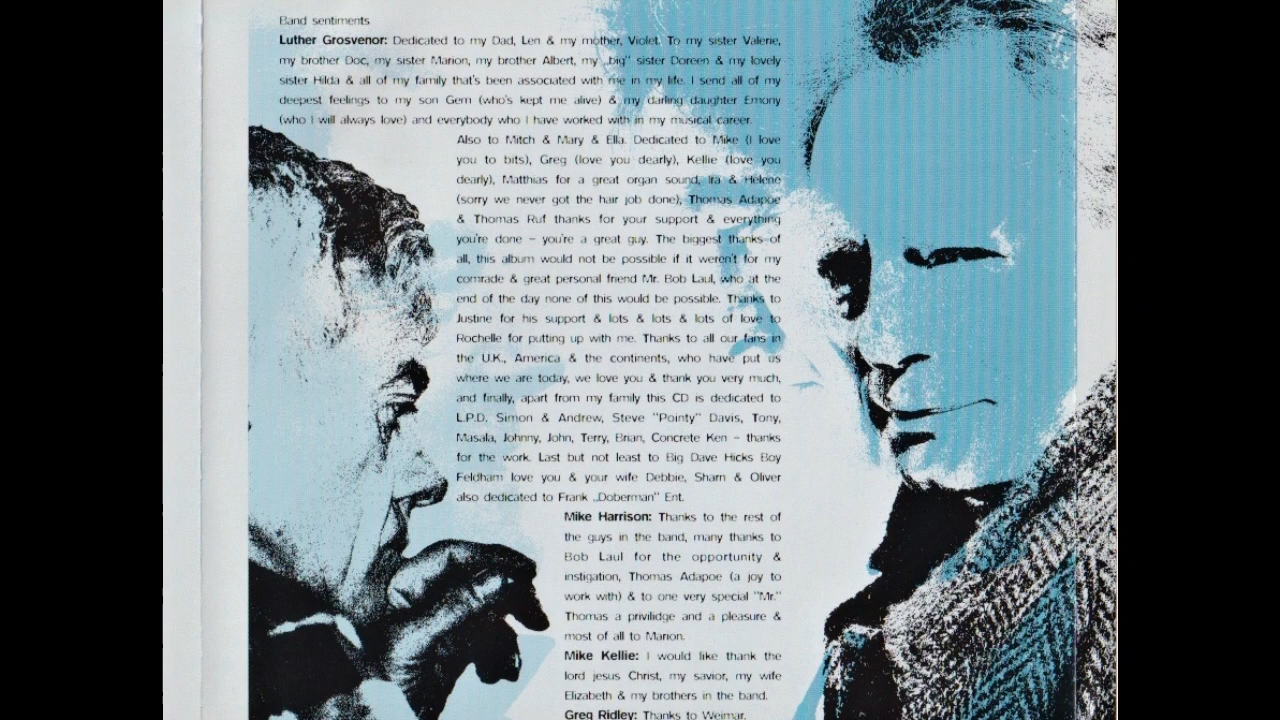 Band sentiments
Luther Grosvenor: Dedicated to my Dad, Len & my mother, Violet. To my sister Valerie,
my brother Doc, my sister Marion, my brother Albert, my „big" sister Doreen & my lovely
sister Hilda & all of my family that's been associated with me in my life. I send all of my
deepest feelings to my son Gem (who's kept me alive) & my darling daughter Emony
(who I will always love) and everybody who I have worked with in my musical career.
Also to Mitch & Mary & Ella. Dedicated to Mike (I love
you to bits), Greg (love you dearly), Kellie (love you
dearly), Matthias for a great organ sound, Ira & Helene
(sorry we never got the hair job done), Thomas Adapoe
& Thomas Ruf thanks for your support & everything
you're done – you're a great guy. The biggest thanks of
all, this album would not be possible if it weren't for my
comrade & great personal friend Mr. Bob Laul, who at the
end of the day none of this would be possible. Thanks to
Justine for his support & lots & lots & lots of love to
Rochelle for putting up with me. Thanks to all our fans in
the U.K., America & the continents, who have put us
where we are today, we love you & thank you very much,
and finally, apart from my family this CD is dedicated to
L.P.D. Simon & Andrew, Steve "Pointy" Davis, Tony,
Masala, Johnny, John, Terry, Brian, Concrete Ken – thanks
for the work. Last but not least to Big Dave Hicks Boy
Feldham love you & your wife Debbie, Sharn & Oliver
also dedicated to Frank „Doberman" Ent.
Mike Harrison: Thanks to the rest of
the guys in the band, many thanks to
Bob Laul for the opportunity &
instigation, Thomas Adapoe (a joy to
work with) & to one very special "Mr."
Thomas a privilidge and a pleasure &
most of all to Marion.
Mike Kellie: I would like thank the
lord jesus Christ, my savior, my wife
Elizabeth & my brothers in the band.
Greg Ridley: Thanks to Weimar.